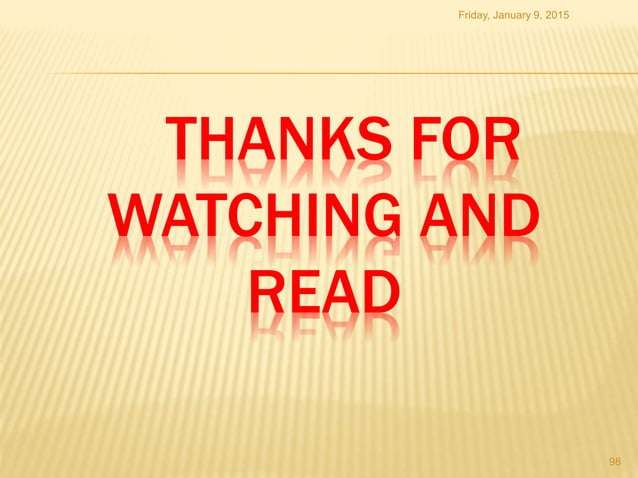 Friday, January 9, 2015
THANKS FOR
WATCHING AND
READ
98